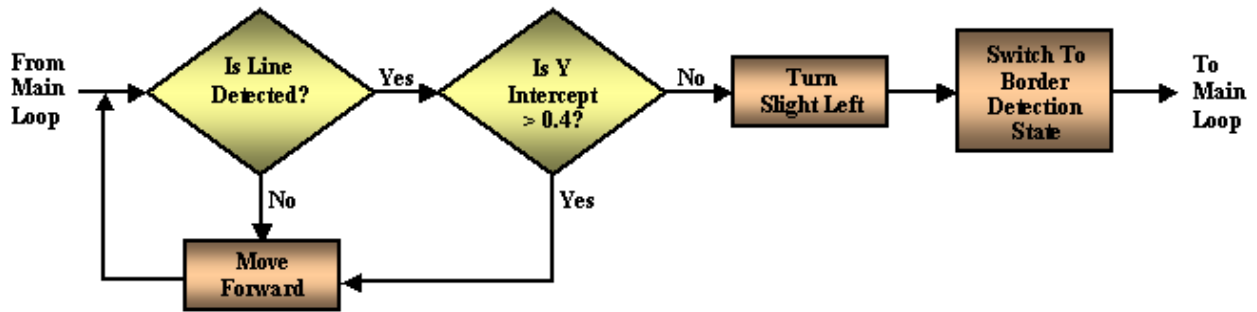 From
Main
Loop
Is Line
Detected?
Yes
No
Is Y
Intercept
> 0.4?
No
Yes
Move
Forward
Turn
Slight Left
Switch To
Border
Detection
State
To
Main
Loop